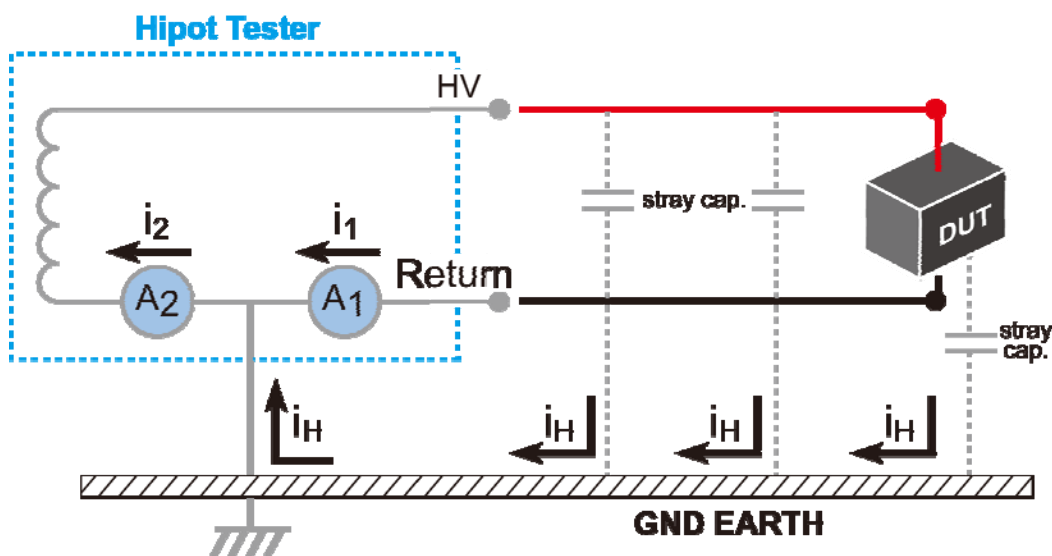 Hipot Tester
HV
stray cap.
DUT
i2
i1
Return
A2
A1
stray
cap.
iH
iH
iH
iH
GND EARTH